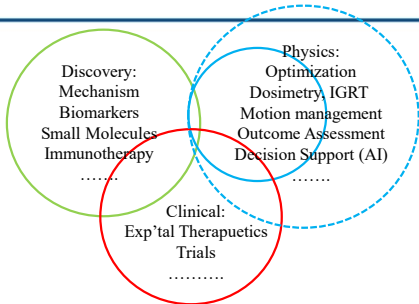 Discovery:
Mechanism
Biomarkers
Small Molecules
Immunotherapy
…….
Physics:
Optimization
Dosimetry, IGRT
Motion management
Outcome Assessment
Decision Support (AI)
…….
Clinical:
Exp'tal Therapuetics
Trials
……….